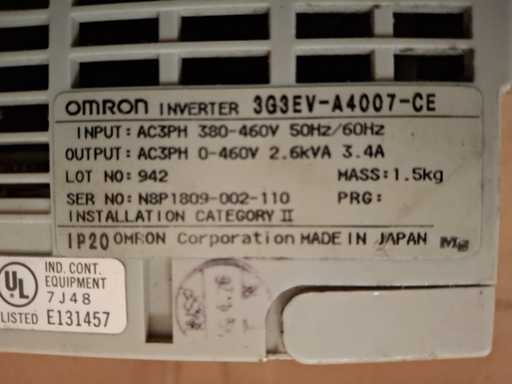 OMRON INVERTER 3G3EV-A4007-CE
INPUT: AC3PH 380-460V 50Hz/60Hz
OUTPUT: AC3PH 0-460V 2.6kVA 3.4A
LOT NO: 942 MASS: 1.5kg
SER NO: N8P1809-002-110 PRG:
INSTALLATION CATEGORY II
IP20 OMRON Corporation MADE IN JAPAN
UL
IND. CONT.
EQUIPMENT
7J48
LISTED E131457